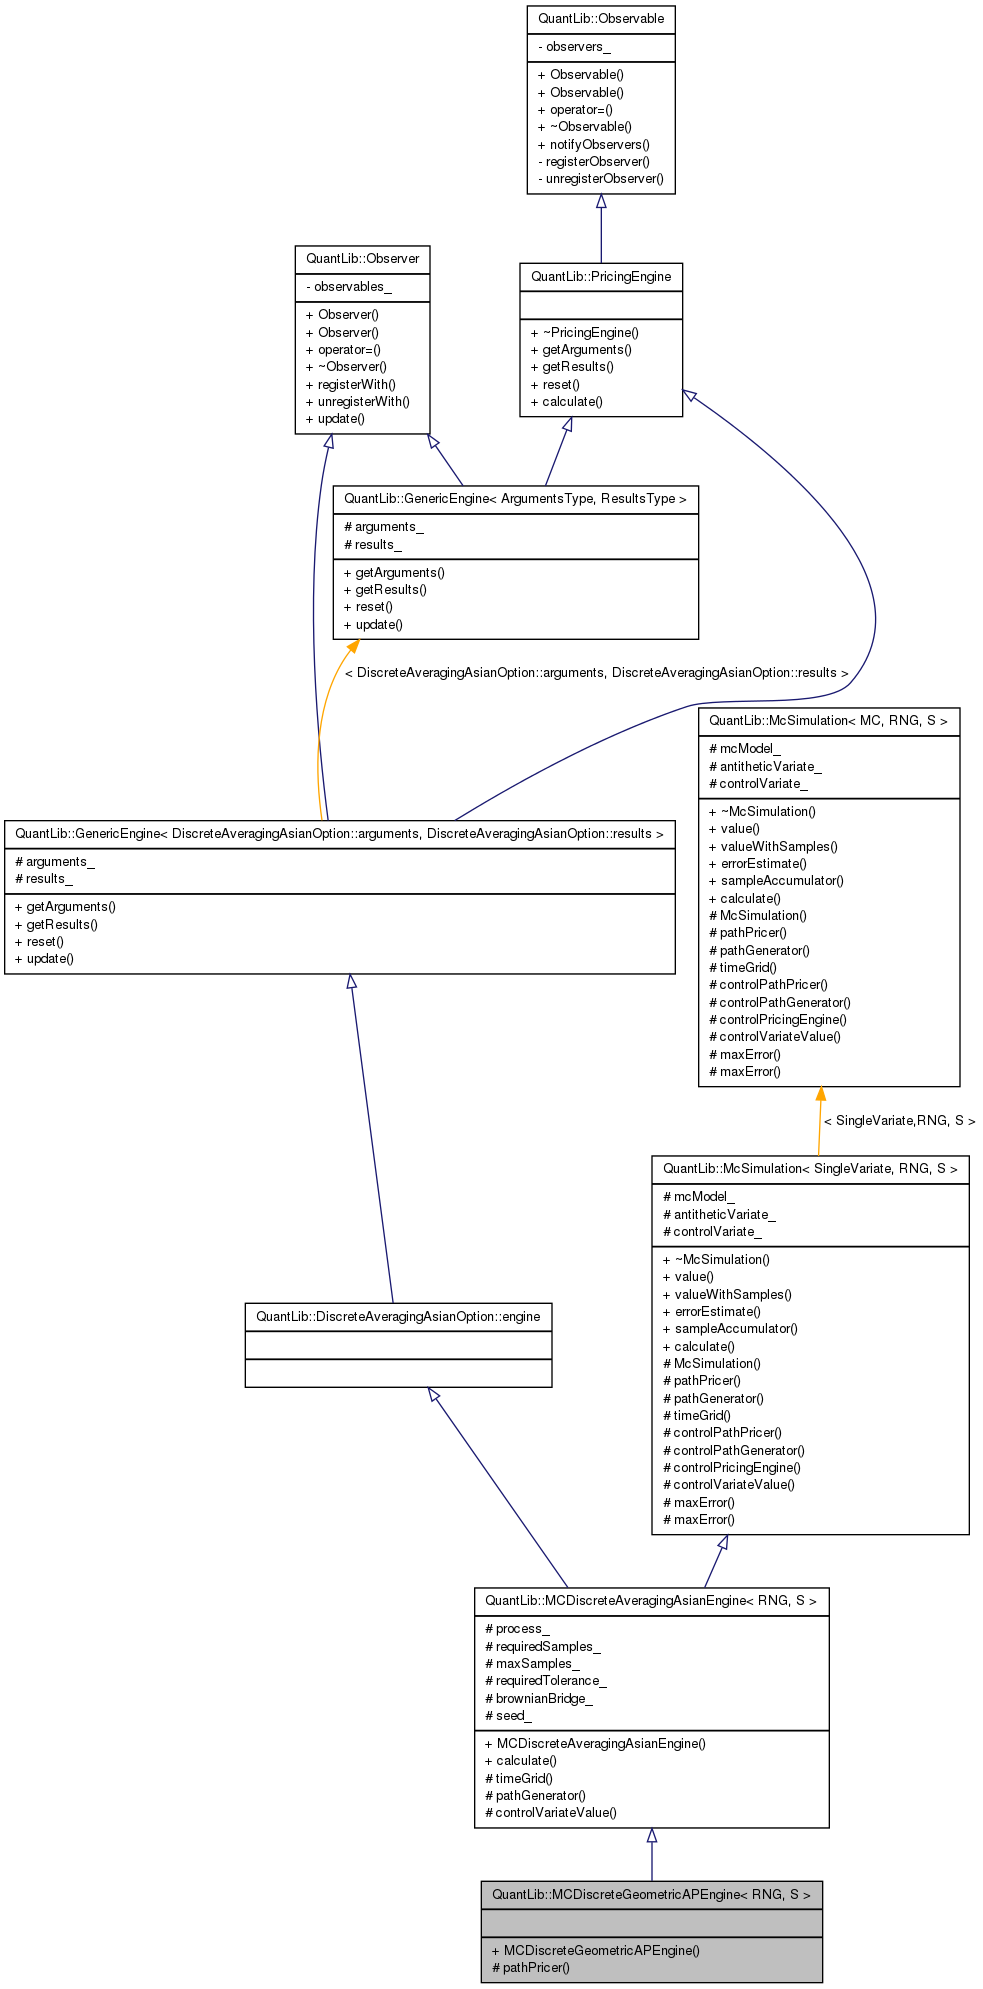 QuantLib::Observable
- observers_
+ Observable()
+ Observable()
+ operator=()
+ ~Observable()
+ notifyObservers()
- registerObserver()
- unregisterObserver()
QuantLib::Observer
- observables_
+ Observer()
+ Observer()
+ operator=()
+ ~Observer()
+ registerWith()
+ unregisterWith()
+ update()
QuantLib::PricingEngine
+ ~PricingEngine()
+ getArguments()
+ getResults()
+ reset()
+ calculate()
QuantLib::GenericEngine< ArgumentsType, ResultsType >
# arguments_
# results_
+ getArguments()
+ getResults()
+ reset()
+ update()
< DiscreteAveragingAsianOption::arguments, DiscreteAveragingAsianOption::results >
QuantLib::McSimulation< MC, RNG, S >
# mcModel_
# antitheticVariate_
# controlVariate_
+ ~McSimulation()
+ value()
+ valueWithSamples()
+ errorEstimate()
+ sampleAccumulator()
+ calculate()
# McSimulation()
# pathPricer()
# pathGenerator()
# timeGrid()
# controlPathPricer()
# controlPathGenerator()
# controlPricingEngine()
# controlVariateValue()
# maxError()
# maxError()
QuantLib::GenericEngine< DiscreteAveragingAsianOption::arguments, DiscreteAveragingAsianOption::results >
# arguments_
# results_
+ getArguments()
+ getResults()
+ reset()
+ update()
< SingleVariate,RNG, S >
QuantLib::McSimulation< SingleVariate, RNG, S >
# mcModel_
# antitheticVariate_
# controlVariate_
+ ~McSimulation()
+ value()
+ valueWithSamples()
+ errorEstimate()
+ sampleAccumulator()
+ calculate()
# McSimulation()
# pathPricer()
# pathGenerator()
# timeGrid()
# controlPathPricer()
# controlPathGenerator()
# controlPricingEngine()
# controlVariateValue()
# maxError()
# maxError()
QuantLib::DiscreteAveragingAsianOption::engine
QuantLib::MCDiscreteAveragingAsianEngine< RNG, S >
# process_
# requiredSamples_
# maxSamples_
# requiredTolerance_
# brownianBridge_
# seed_
+ MCDiscreteAveragingAsianEngine()
+ calculate()
# timeGrid()
# pathGenerator()
# controlVariateValue()
QuantLib::MCDiscreteGeometricAPEngine< RNG, S >
+ MCDiscreteGeometricAPEngine()
# pathPricer()